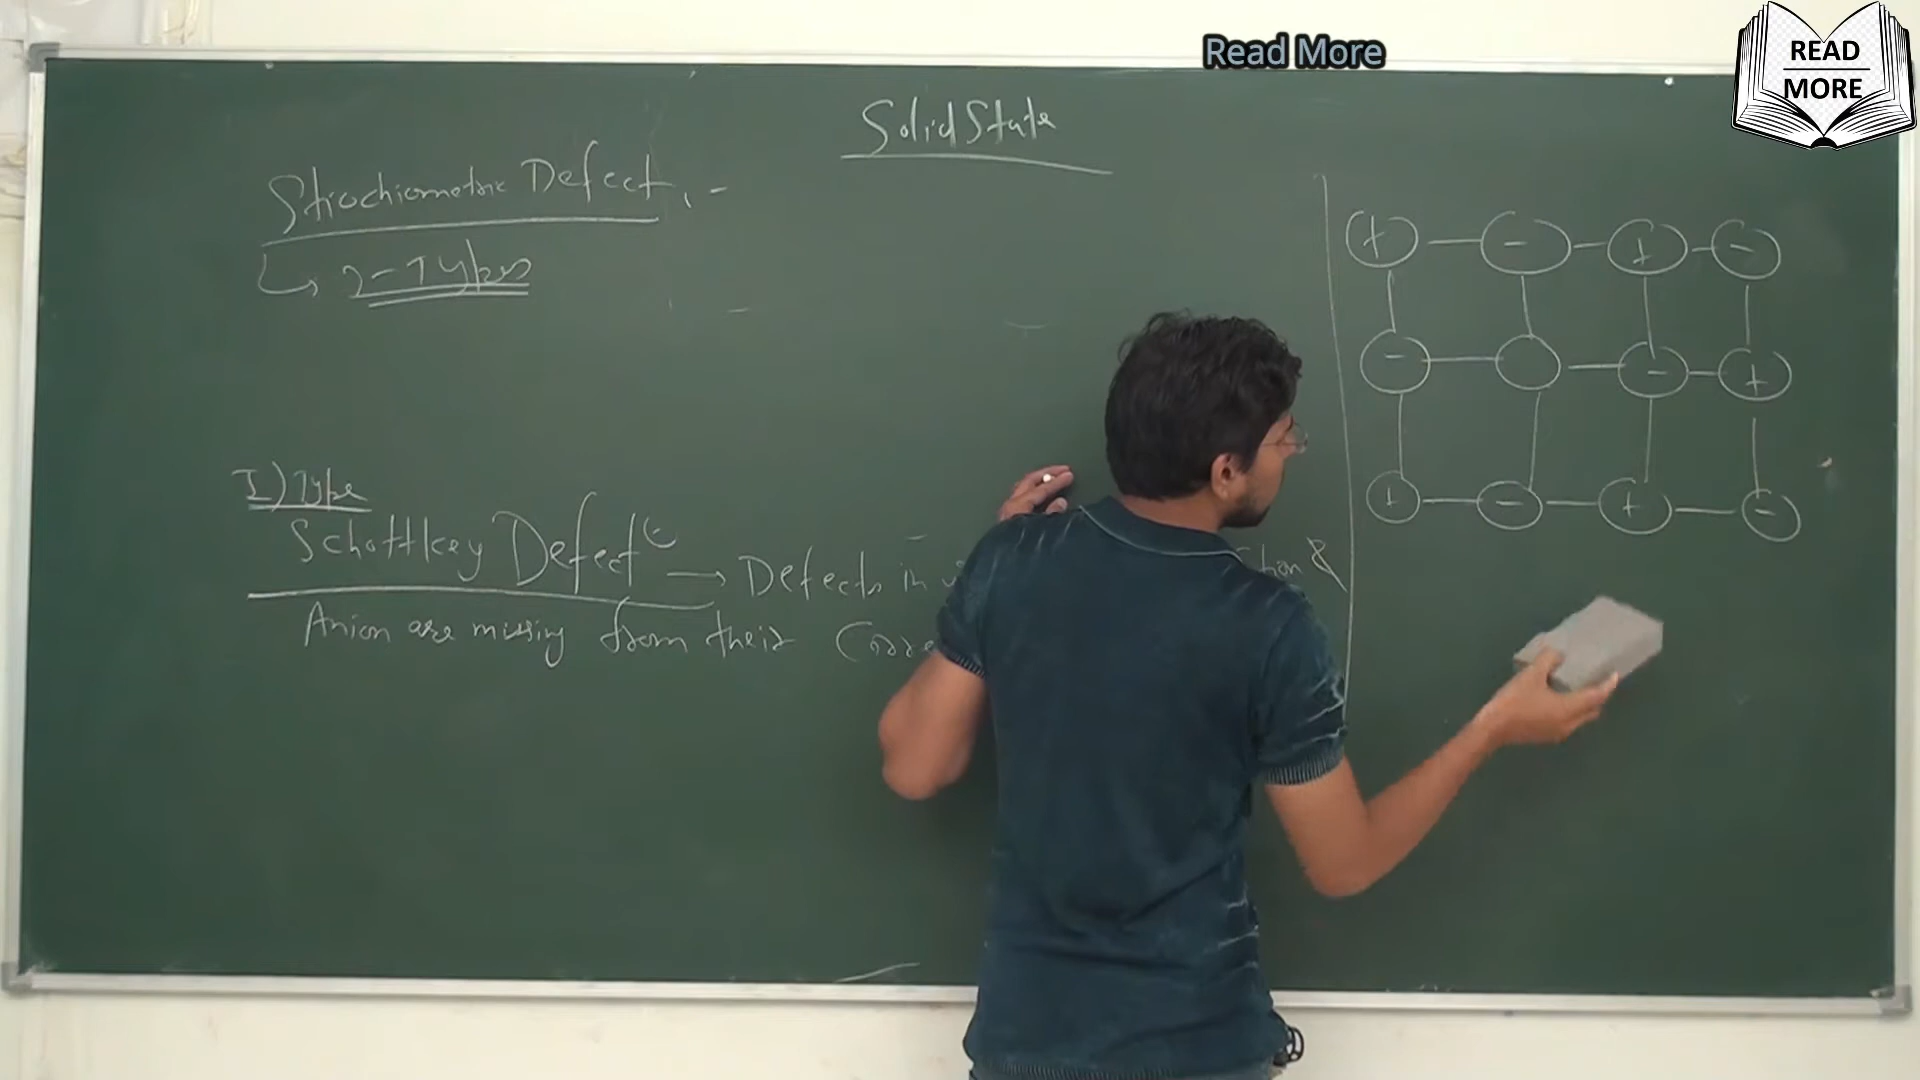 Read More
READ
MORE
Solid State
Stiochiometric Defect :-
2-Types
I) Type
Schottkey Defect → Defects in
Anion are missing from their
+ - + -
- - +
+ - + -